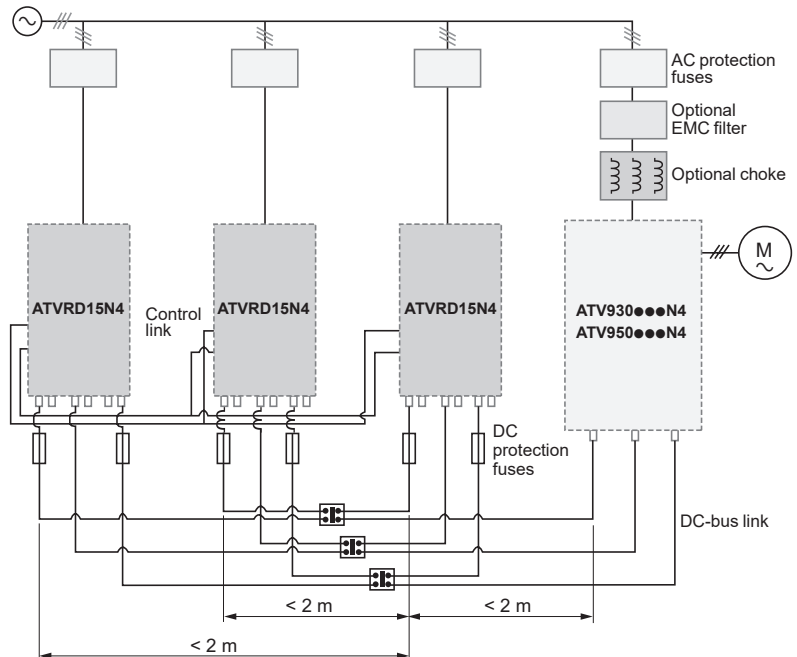 AC protection
fuses
Optional
EMC filter
Optional choke
M
ATVRD15N4
Control
link
ATVRD15N4
ATVRD15N4
ATV930●●●N4
ATV950●●●N4
DC
protection
fuses
DC-bus link
< 2 m
< 2 m
< 2 m